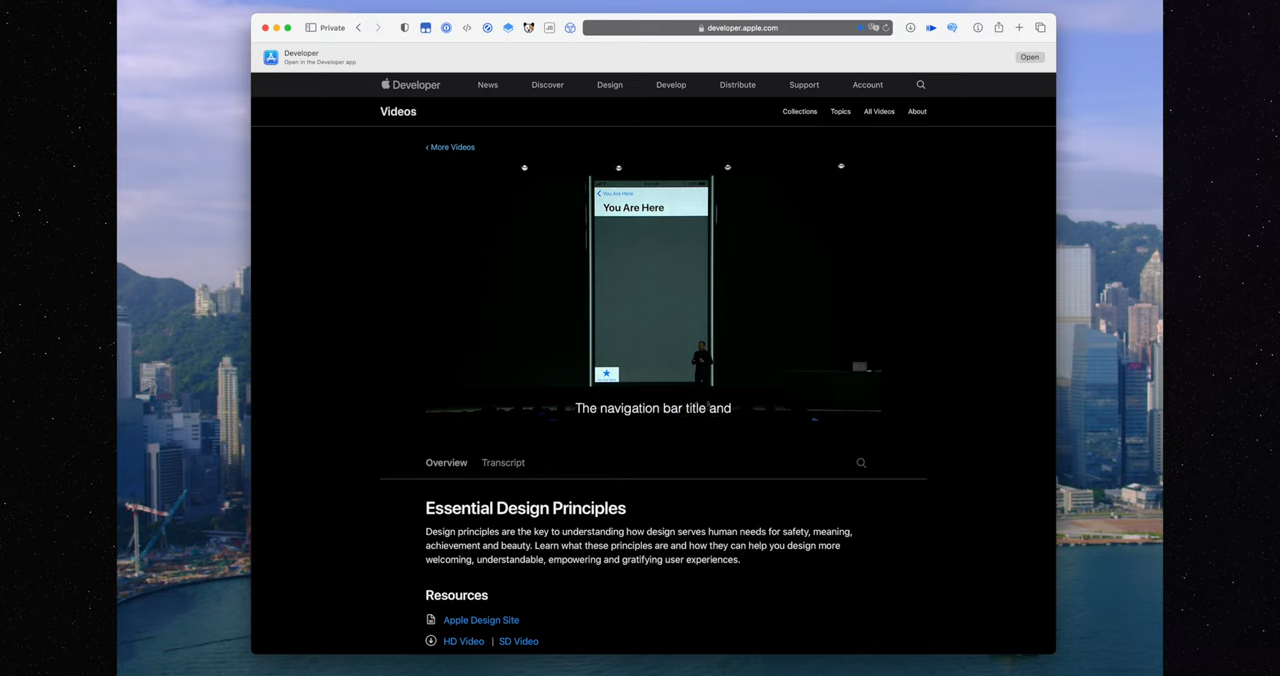 Private
developer.apple.com
Developer
Open in the Developer app
Open
Developer
News
Discover
Design
Develop
Distribute
Support
Account
Videos
Collections
Topics
All Videos
About
‹ More Videos
You Are Here
You Are Here
The navigation bar title and
Overview
Transcript
Essential Design Principles
Design principles are the key to understanding how design serves human needs for safety, meaning,
achievement and beauty. Learn what these principles are and how they can help you design more
welcoming, understandable, empowering and gratifying user experiences.
Resources
Apple Design Site
HD Video | SD Video